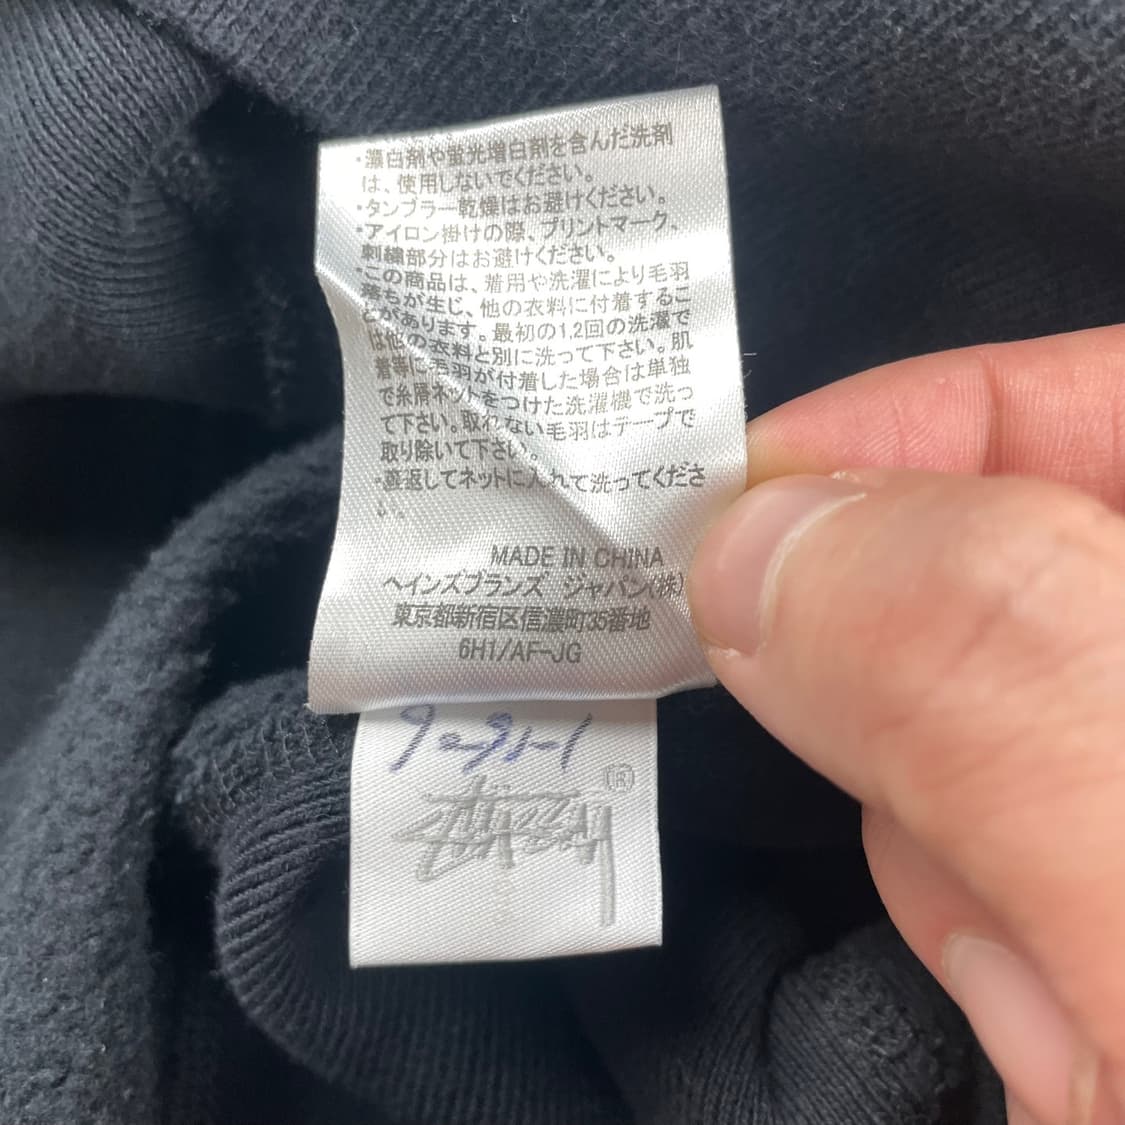 ・漂白剤や蛍光増白剤を含んだ洗剤
は、使用しないでください。
・タンブラー乾燥はお避けください。
・アイロン掛けの際、プリントマーク、
刺繍部分はお避けください。
・この商品は、着用や洗濯により毛羽
落ちが生じ、他の衣料に付着するこ
とがあります。最初の1,2回の洗濯で
は他の衣料と別に洗って下さい。肌
着等に毛羽が付着した場合は単独
で糸屑ネットをつけた洗濯機で洗っ
て下さい。取れない毛羽はテープで
取り除いて下さい。
・裏返してネットに入れて洗ってくださ
い。
MADE IN CHINA
ヘインズブランズ ジャパン(株)
東京都新宿区信濃町35番地
6H1/AF-JG
®